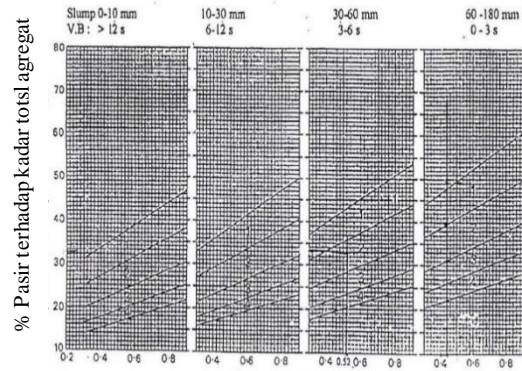 Slump 0-10 mm 10-30 mm 30-60 mm 60-180 mm
V.B : > 12 s 6-12 s 3-6 s 0 - 3 s
% Pasir terhadap kadar totsl agregat
80
70
60
50
40
30
20
10
0·2 0·4 0·6 0·8 0·4 0·6 0·8 0·4 0.52 0·6 0·8 0·4 0·6 0·8